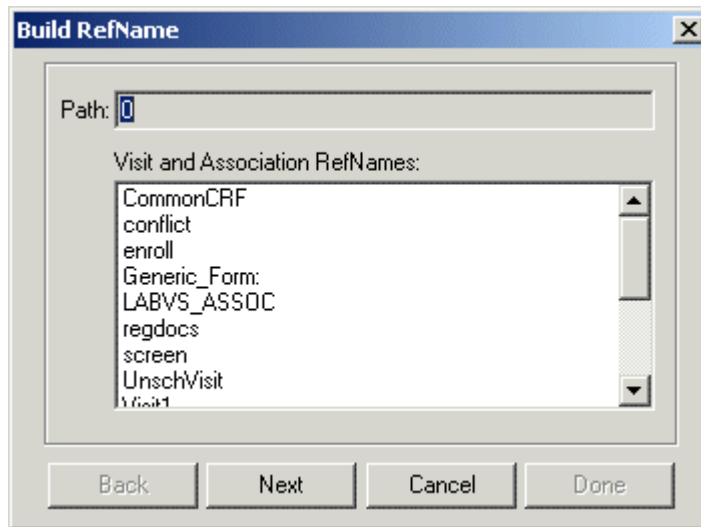 Build RefName
Path: 0
Visit and Association RefNames:
CommonCRF
conflict
enroll
Generic_Form:
LABVS_ASSOC
regdocs
screen
UnschVisit
Visit1
Back Next Cancel Done